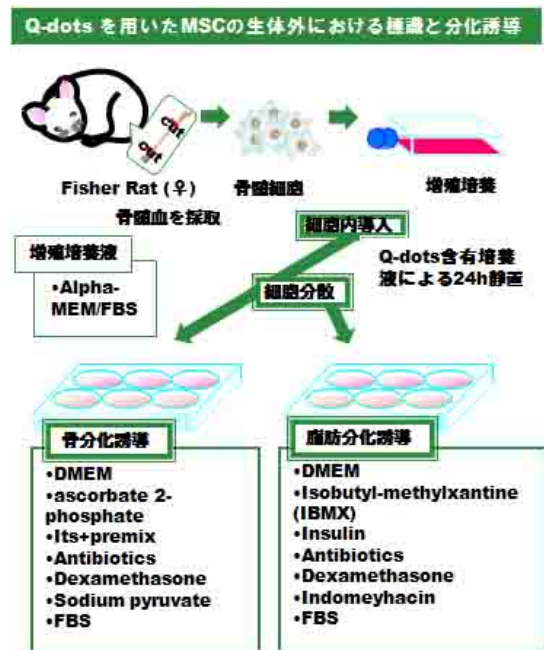 Q-dots を用いたMSCの生体外における標識と分化誘導
cut
cut
Fisher Rat (♀)
骨髄血を採取
骨髄細胞
増殖培養
増殖培養液
•Alpha-
MEM/FBS
細胞内導入
Q-dots含有培養
液による24h静画
細胞分散
骨分化誘導
•DMEM
•ascorbate 2-
phosphate
•Its+premix
•Antibiotics
•Dexamethasone
•Sodium pyruvate
•FBS
脂肪分化誘導
•DMEM
•Isobutyl-methylxantine
(IBMX)
•Insulin
•Antibiotics
•Dexamethasone
•Indomeyhacin
•FBS